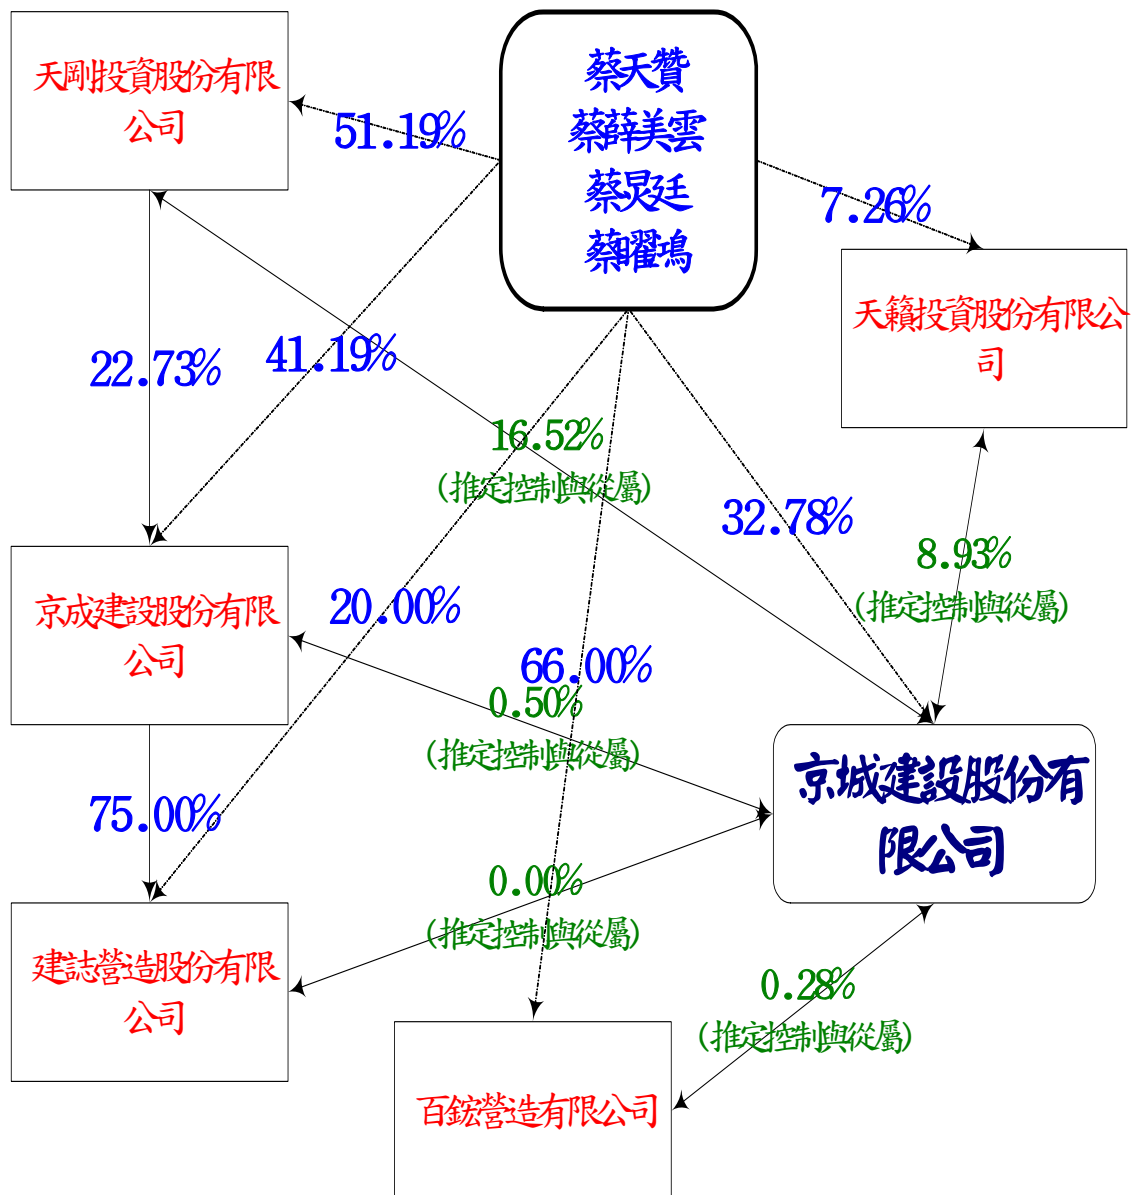 蔡天贊
蔡薛美雲
蔡旻廷
蔡曜鴻
天剛投資股份有限
公司
51.19%
7.26%
天籟投資股份有限公
司
22.73%
41.19%
16.52%
(推定控制與從屬)
32.78%
8.93%
(推定控制與從屬)
京成建設股份有限
公司
20.00%
66.00%
0.50%
(推定控制與從屬)
75.00%
京城建設股份有
限公司
0.00%
(推定控制與從屬)
建誌營造股份有限
公司
0.28%
(推定控制與從屬)
百鋐營造有限公司